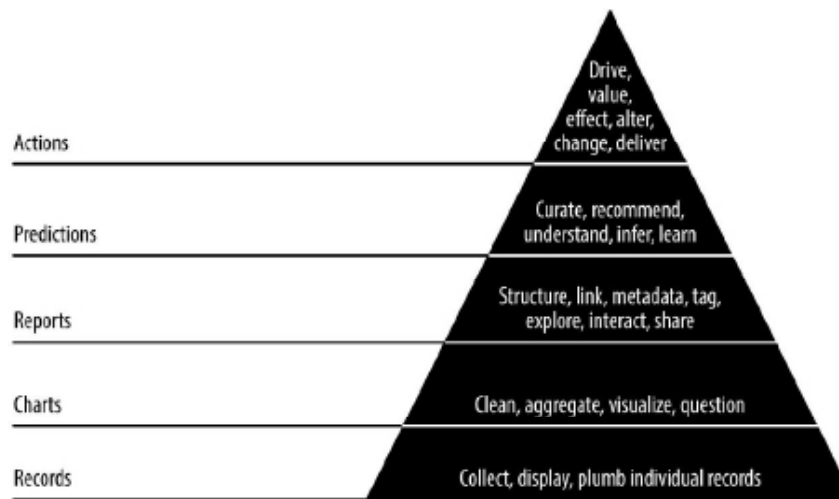 Drive,
value,
effect, alter,
change, deliver
Actions
Curate, recommend,
understand, infer, learn
Predictions
Structure, link, metadata, tag,
explore, interact, share
Reports
Clean, aggregate, visualize, question
Charts
Collect, display, plumb individual records
Records